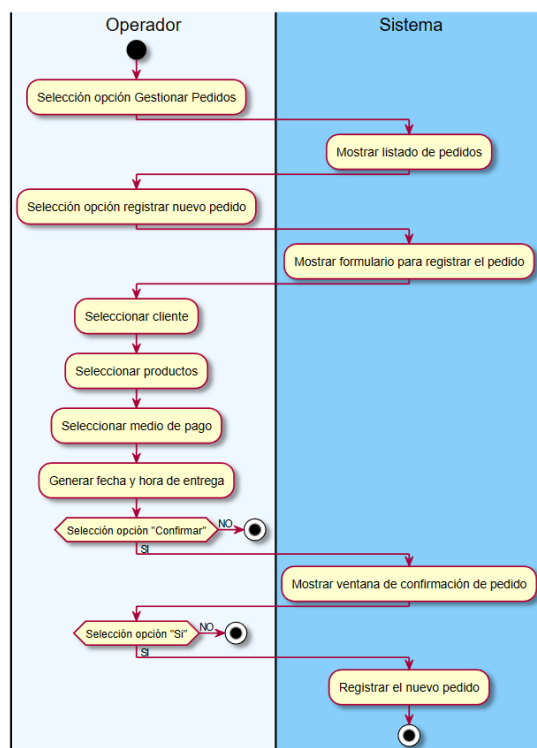 Operador
Sistema
Selección opción Gestionar Pedidos
Mostrar listado de pedidos
Selección opción registrar nuevo pedido
Mostrar formulario para registrar el pedido
Seleccionar cliente
Seleccionar productos
Seleccionar medio de pago
Generar fecha y hora de entrega
Selección opción "Confirmar"
NO
SI
Mostrar ventana de confirmación de pedido
Selección opción "Si"
NO
SI
Registrar el nuevo pedido